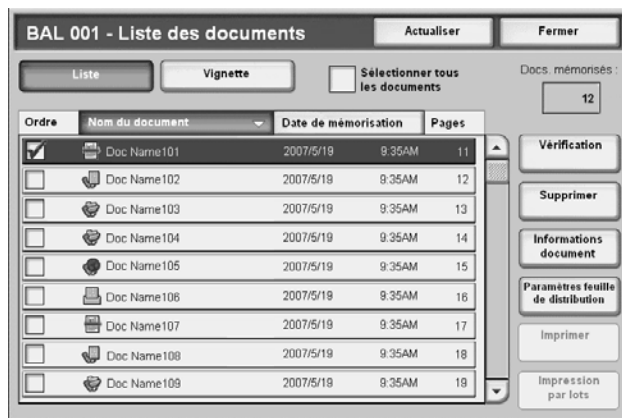 BAL 001 - Liste des documents
Actualiser
Fermer
Liste
Vignette
Sélectionner tous
les documents
Docs. mémorisés :
12
Ordre Nom du document Date de mémorisation Pages
Doc Name101 2007/5/19 9:35AM 11
Doc Name102 2007/5/19 9:35AM 12
Doc Name103 2007/5/19 9:35AM 13
Doc Name104 2007/5/19 9:35AM 14
Doc Name105 2007/5/19 9:35AM 15
Doc Name106 2007/5/19 9:35AM 16
Doc Name107 2007/5/19 9:35AM 17
Doc Name108 2007/5/19 9:35AM 18
Doc Name109 2007/5/19 9:35AM 19
Vérification
Supprimer
Informations
document
Paramètres feuille
de distribution
Imprimer
Impression
par lots